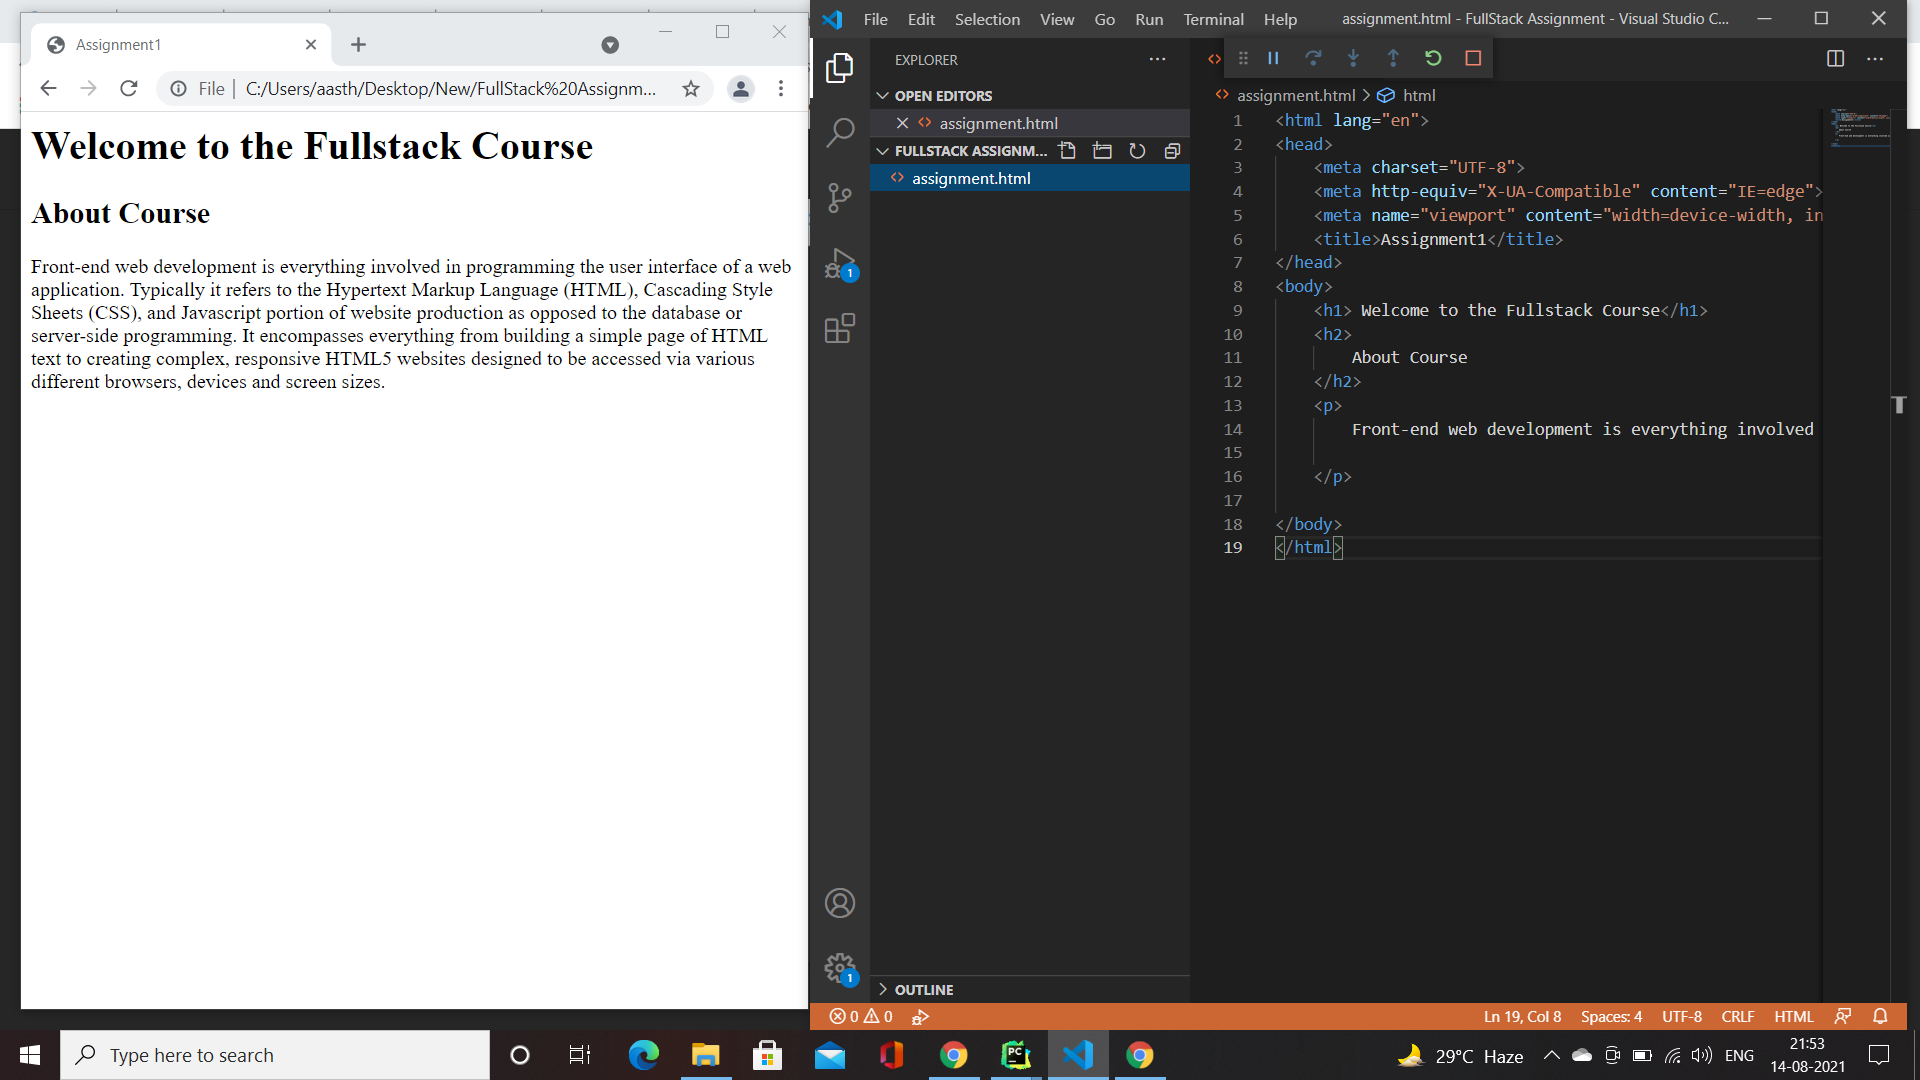 Assignment1
File
C:/Users/aasth/Desktop/New/FullStack%20Assignm...
Welcome to the Fullstack Course
About Course
Front-end web development is everything involved in programming the user interface of a web
application. Typically it refers to the Hypertext Markup Language (HTML), Cascading Style
Sheets (CSS), and Javascript portion of website production as opposed to the database or
server-side programming. It encompasses everything from building a simple page of HTML
text to creating complex, responsive HTML5 websites designed to be accessed via various
different browsers, devices and screen sizes.
File Edit Selection View Go Run Terminal Help
assignment.html - FullStack Assignment - Visual Studio C...
EXPLORER
OPEN EDITORS
assignment.html
FULLSTACK ASSIGNM...
assignment.html
1
1
OUTLINE
assignment.html > html
1 <html lang="en">
2 <head>
3 <meta charset="UTF-8">
4 <meta http-equiv="X-UA-Compatible" content="IE=edge">
5 <meta name="viewport" content="width=device-width, in
6 <title>Assignment1</title>
7 </head>
8 <body>
9 <h1> Welcome to the Fullstack Course</h1>
10 <h2>
11 About Course
12 </h2>
13 <p>
14 Front-end web development is everything involved
15
16 </p>
17
18 </body>
19 </html>
0 0
Ln 19, Col 8 Spaces: 4 UTF-8 CRLF HTML
Type here to search
PC
29°C Haze
ENG
21:53
14-08-2021